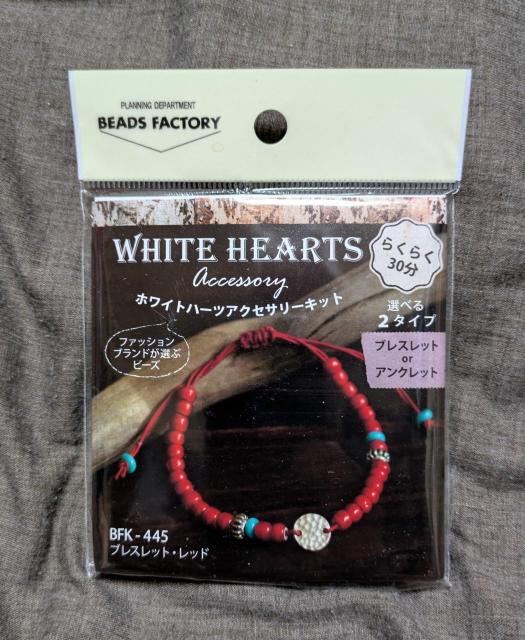 PLANNING DEPARTMENT
BEADS FACTORY
WHITE HEARTS
Accessory
ホワイトハーツアクセサリーキット
らくらく
30分
選べる
2タイプ
ブレスレット
or
アンクレット
ファッション
ブランドが選ぶ
ビーズ
BFK-445
ブレスレット・レッド